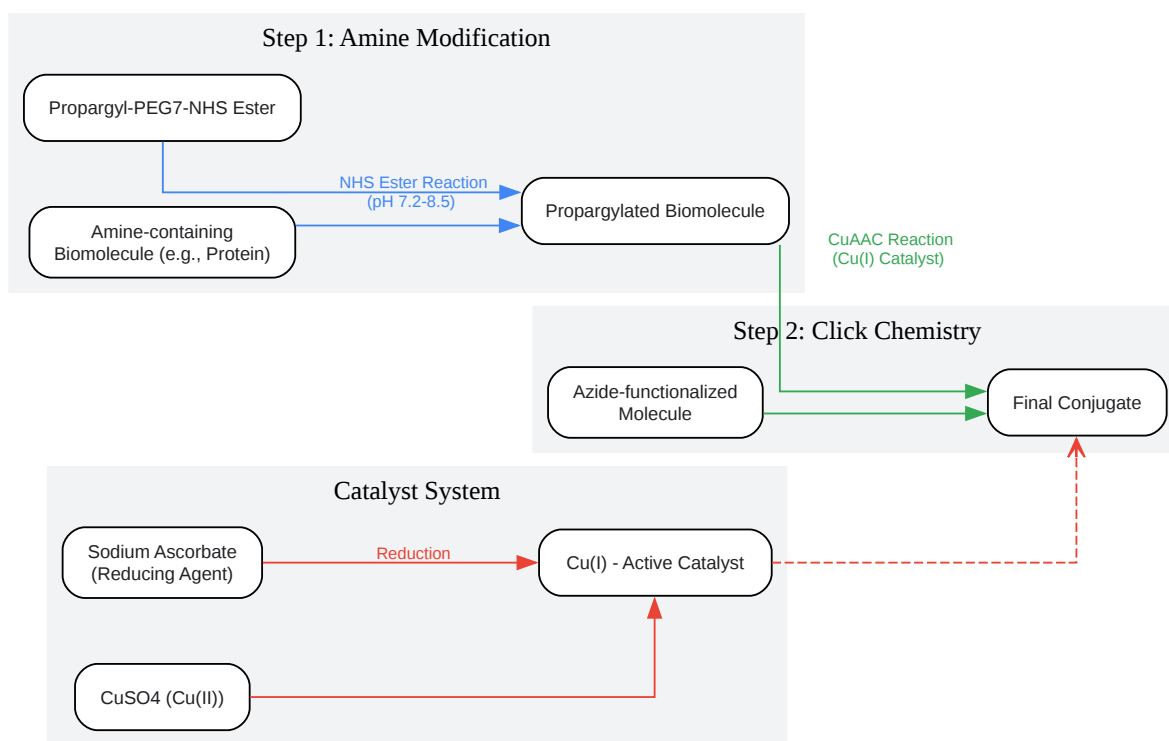 Step 1: Amine Modification
Propargyl-PEG7-NHS Ester
NHS Ester Reaction
(pH 7.2-8.5)
Propargylated Biomolecule
Amine-containing
Biomolecule (e.g., Protein)
CuAAC Reaction
(Cu(I) Catalyst)
Step 2: Click Chemistry
Azide-functionalized
Molecule
Final Conjugate
Catalyst System
Sodium Ascorbate
(Reducing Agent)
Reduction
Cu(I) - Active Catalyst
CuSO4 (Cu(II))